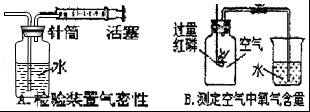 针筒 活塞
水
A.检验装置气密性
过量
红磷
空气
水
B.测定空气中氧气含量